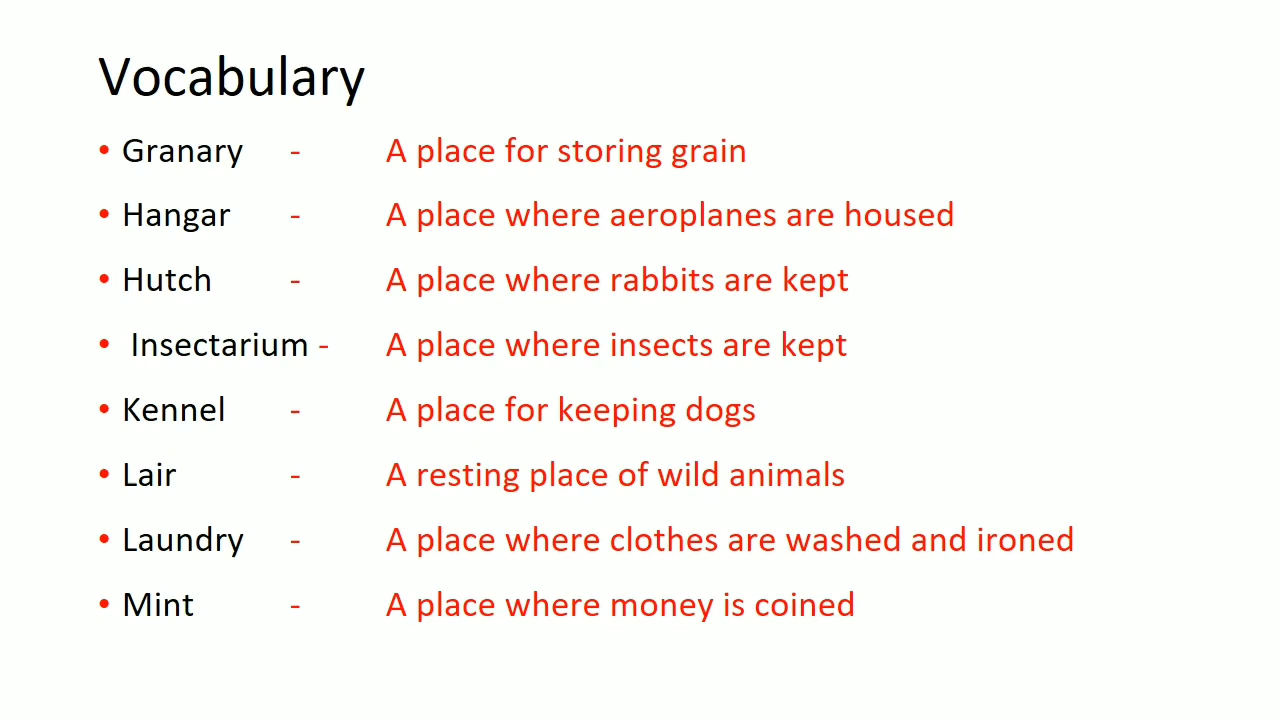 Vocabulary
• Granary - A place for storing grain
• Hangar - A place where aeroplanes are housed
• Hutch - A place where rabbits are kept
• Insectarium - A place where insects are kept
• Kennel - A place for keeping dogs
• Lair - A resting place of wild animals
• Laundry - A place where clothes are washed and ironed
• Mint - A place where money is coined